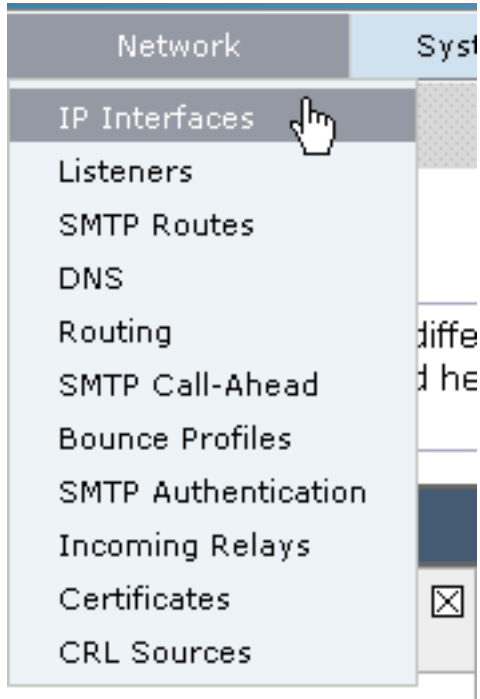 Network Syst
IP Interfaces
Listeners
SMTP Routes
DNS
Routing diffe
SMTP Call-Ahead d he
Bounce Profiles
SMTP Authentication
Incoming Relays
Certificates
CRL Sources